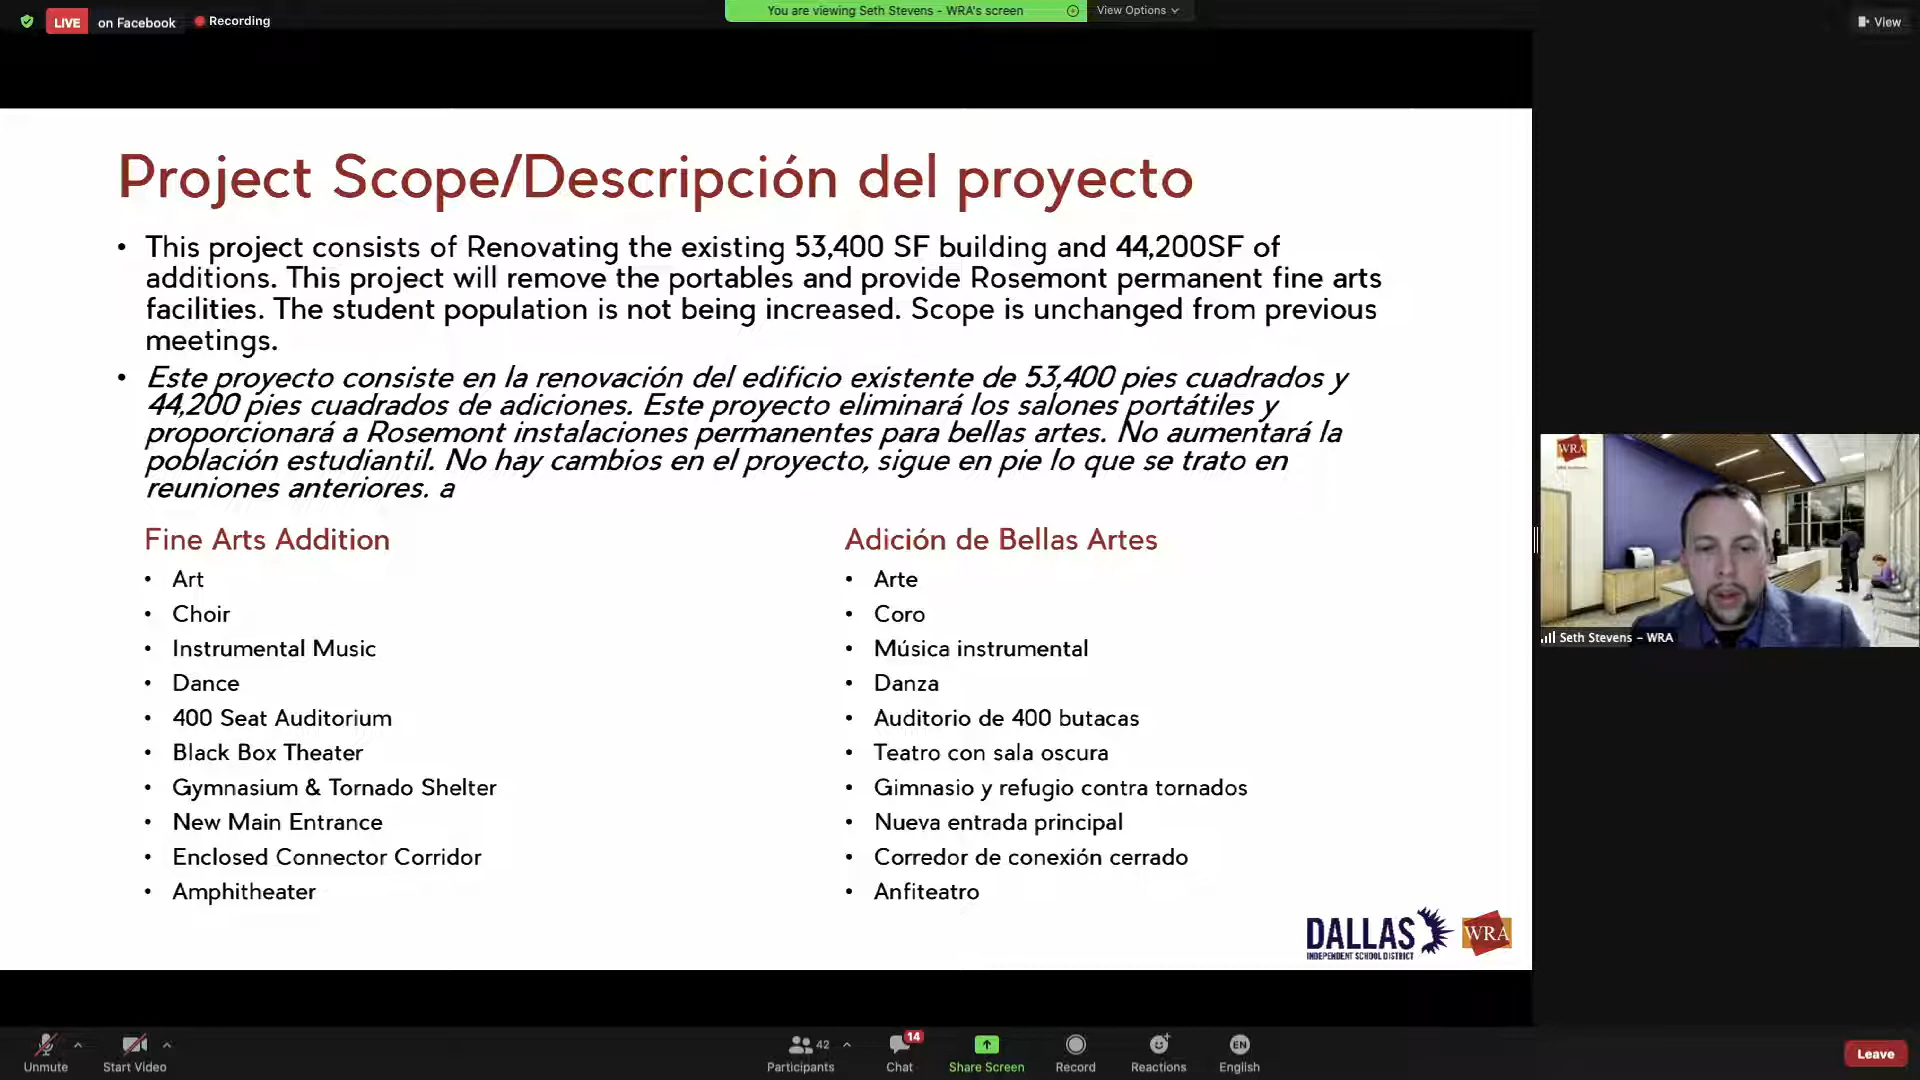 LIVE on Facebook Recording
You are viewing Seth Stevens - WRA's screen
View Options
View
Project Scope/Descripción del proyecto
• This project consists of Renovating the existing 53,400 SF building and 44,200SF of
additions. This project will remove the portables and provide Rosemont permanent fine arts
facilities. The student population is not being increased. Scope is unchanged from previous
meetings.
• Este proyecto consiste en la renovación del edificio existente de 53,400 pies cuadrados y
44,200 pies cuadrados de adiciones. Este proyecto eliminará los salones portátiles y
proporcionará a Rosemont instalaciones permanentes para bellas artes. No aumentará la
población estudiantil. No hay cambios en el proyecto, sigue en pie lo que se trato en
reuniones anteriores. a
Fine Arts Addition
• Art
• Choir
• Instrumental Music
• Dance
• 400 Seat Auditorium
• Black Box Theater
• Gymnasium & Tornado Shelter
• New Main Entrance
• Enclosed Connector Corridor
• Amphitheater
Adición de Bellas Artes
• Arte
• Coro
• Música instrumental
• Danza
• Auditorio de 400 butacas
• Teatro con sala oscura
• Gimnasio y refugio contra tornados
• Nueva entrada principal
• Corredor de conexión cerrado
• Anfiteatro
DALLAS
INDEPENDENT SCHOOL DISTRICT
WRA
WRA
Seth Stevens - WRA
Unmute
Start Video
42
Participants
14
Chat
Share Screen
Record
Reactions
EN
English
Leave